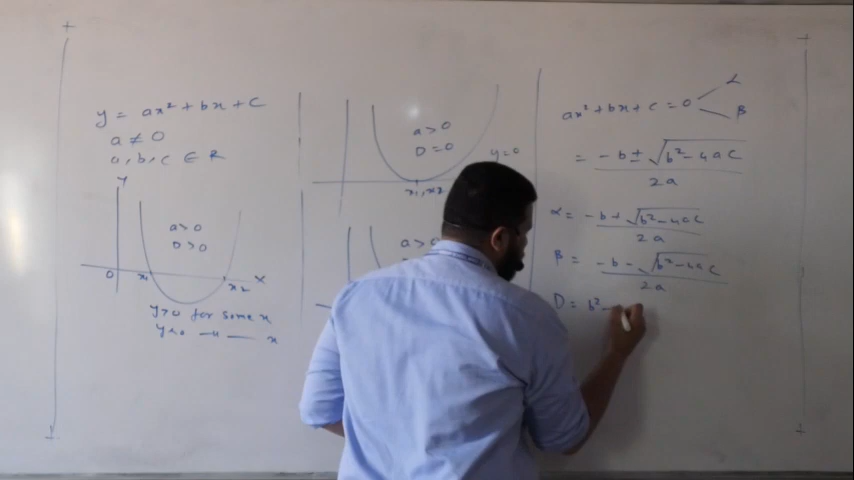 y = ax² + bx + c
a ≠ 0
a, b, c ∈ R
Y
a>0
D>0
O x₁ x₂ X
y>0 for some x
y<0 —〃— x
a>0
D=0
y=0
x₁, x₂
a>0
ax² + bx + c = 0
α
β
= -b ± √b² - 4ac
2a
α = -b + √b² - 4ac
2a
β = -b - √b² - 4ac
2a
D = b² -